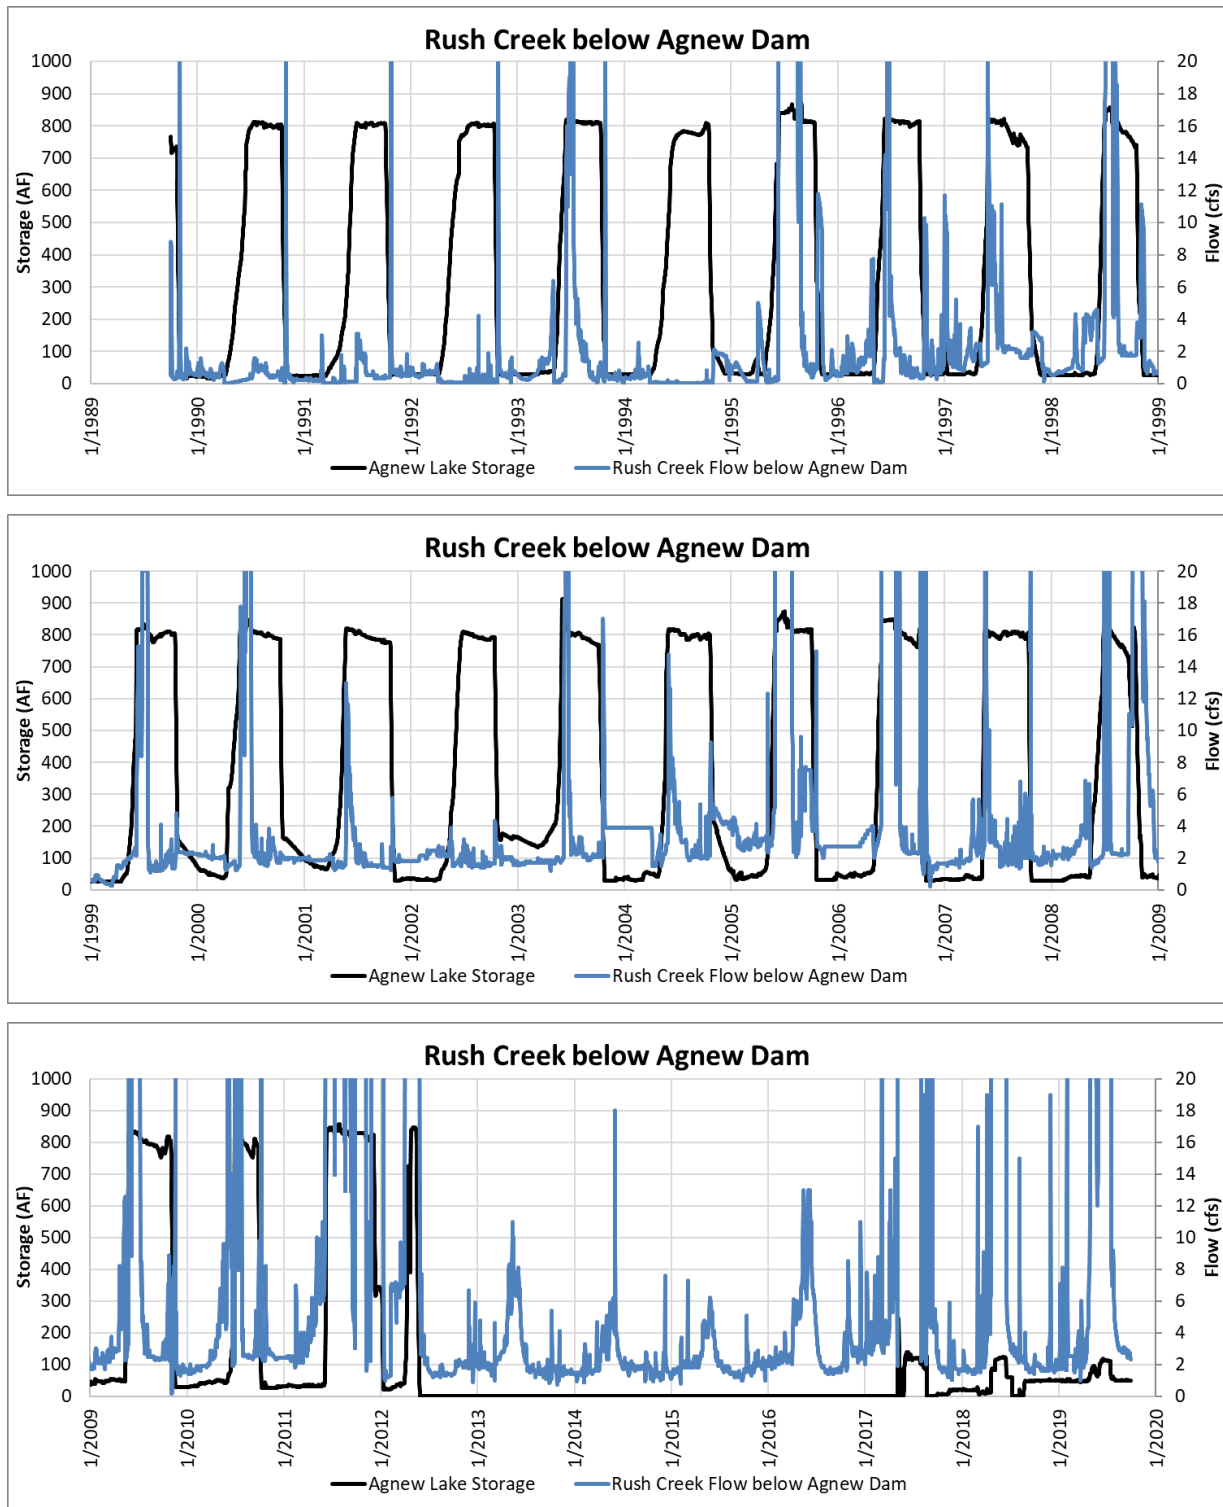 Rush Creek below Agnew Dam
1000 20
900 18
800 16
700 14
600 12
500 10
400 8
300 6
200 4
100 2
0 0
Storage (AF)
Flow (cfs)
1/1989 1/1990 1/1991 1/1992 1/1993 1/1994 1/1995 1/1996 1/1997 1/1998 1/1999
Agnew Lake Storage Rush Creek Flow below Agnew Dam
Rush Creek below Agnew Dam
1000 20
900 18
800 16
700 14
600 12
500 10
400 8
300 6
200 4
100 2
0 0
Storage (AF)
Flow (cfs)
1/1999 1/2000 1/2001 1/2002 1/2003 1/2004 1/2005 1/2006 1/2007 1/2008 1/2009
Agnew Lake Storage Rush Creek Flow below Agnew Dam
Rush Creek below Agnew Dam
1000 20
900 18
800 16
700 14
600 12
500 10
400 8
300 6
200 4
100 2
0 0
Storage (AF)
Flow (cfs)
1/2009 1/2010 1/2011 1/2012 1/2013 1/2014 1/2015 1/2016 1/2017 1/2018 1/2019 1/2020
Agnew Lake Storage Rush Creek Flow below Agnew Dam